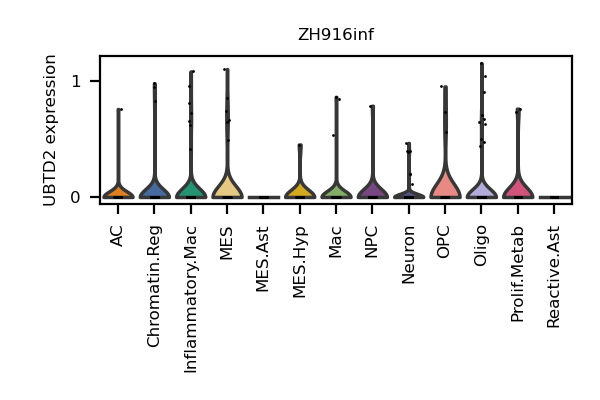 ZH916inf
UBTD2 expression
1
0
AC
Chromatin.Reg
Inflammatory.Mac
MES
MES.Ast
MES.Hyp
Mac
NPC
Neuron
OPC
Oligo
Prolif.Metab
Reactive.Ast